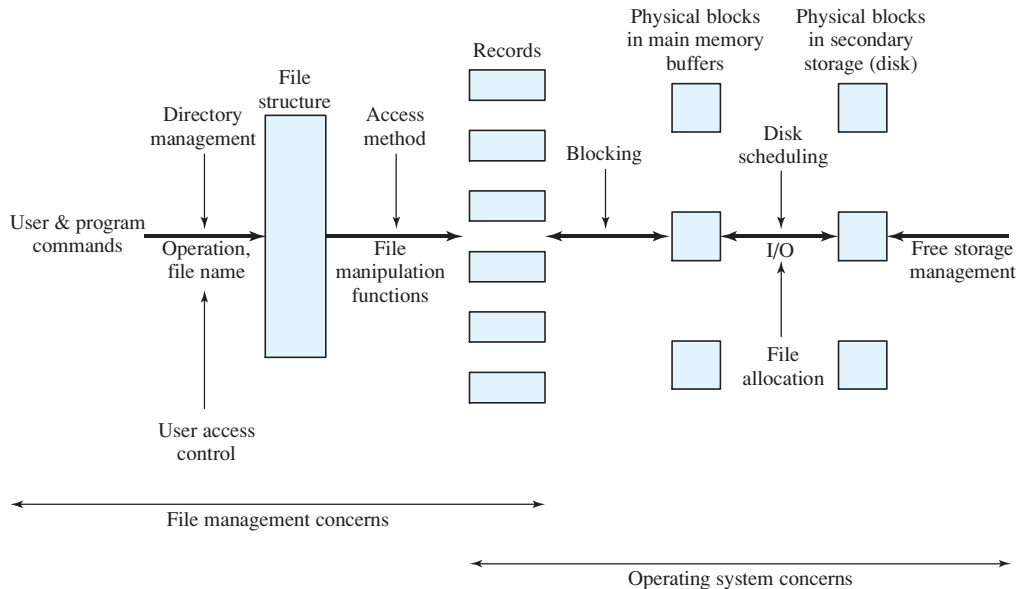 Physical blocks
in main memory
buffers
Physical blocks
in secondary
storage (disk)
Records
File
structure
Directory
management
Access
method
Blocking
Disk
scheduling
User & program
commands
Operation,
file name
File
manipulation
functions
I/O
Free storage
management
File
allocation
User access
control
File management concerns
Operating system concerns